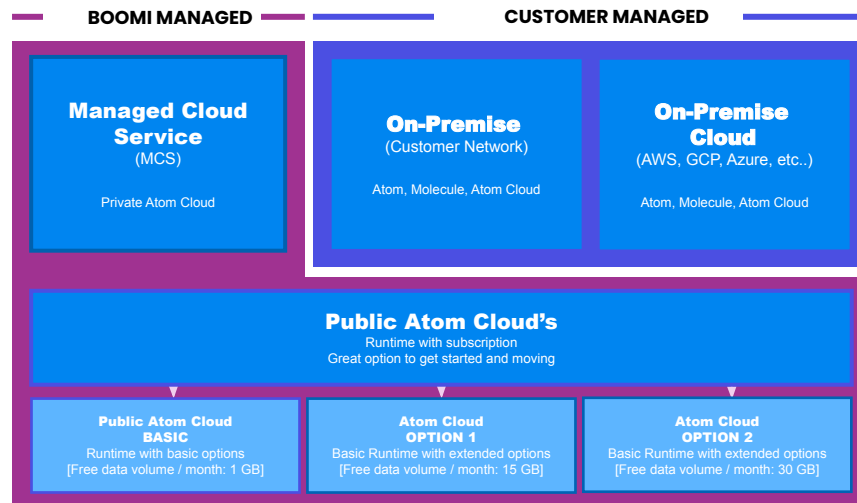 BOOMI MANAGED
CUSTOMER MANAGED
Managed Cloud
Service
(MCS)
Private Atom Cloud
On-Premise
(Customer Network)
Atom, Molecule, Atom Cloud
On-Premise
Cloud
(AWS, GCP, Azure, etc..)
Atom, Molecule, Atom Cloud
Public Atom Cloud's
Runtime with subscription
Great option to get started and moving
Public Atom Cloud
BASIC
Runtime with basic options
[Free data volume / month: 1 GB]
Atom Cloud
OPTION 1
Basic Runtime with extended options
[Free data volume / month: 15 GB]
Atom Cloud
OPTION 2
Basic Runtime with extended options
[Free data volume / month: 30 GB]